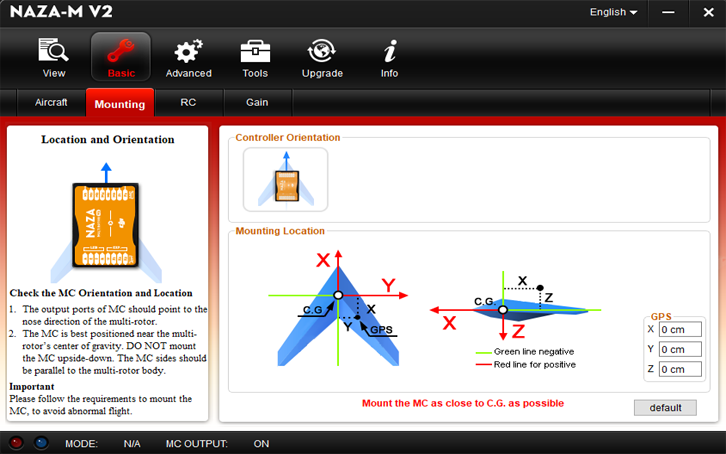 NAZA-M V2
English
View
Basic
Advanced
Tools
Upgrade
Info
Aircraft
Mounting
RC
Gain
Location and Orientation
NAZA
Check the MC Orientation and Location
1. The output ports of MC should point to the
nose direction of the multi-rotor.
2. The MC is best positioned near the multi-
rotor's center of gravity. DO NOT mount
the MC upside-down. The MC sides should
be parallel to the multi-rotor body.
Important
Please follow the requirements to mount the
MC, to avoid abnormal flight.
Controller Orientation
Mounting Location
X
Y
C.G
X
Y
GPS
X
C.G.
Z
X
Z
Green line negative
Red line for positive
GPS
X 0 cm
Y 0 cm
Z 0 cm
Mount the MC as close to C.G. as possible
default
MODE: N/A MC OUTPUT: ON